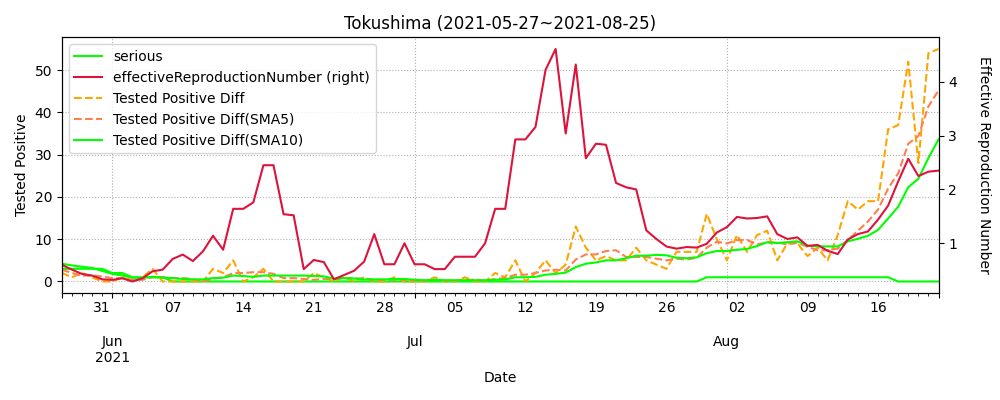 Tokushima (2021-05-27~2021-08-25)
serious
effectiveReproductionNumber (right)
Tested Positive Diff
Tested Positive Diff(SMA5)
Tested Positive Diff(SMA10)
Tested Positive
50
40
30
20
10
0
Effective Reproduction Number
4
3
2
1
31 07 14 21 28 05 12 19 26 02 09 16
Jun Jul Aug
2021
Date